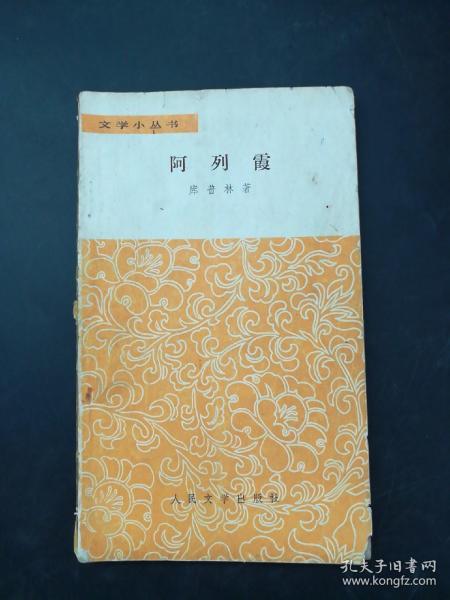 文学小丛书
阿列霞
库普林著
人民文学出版社
孔夫子旧书网
www.kongfz.com